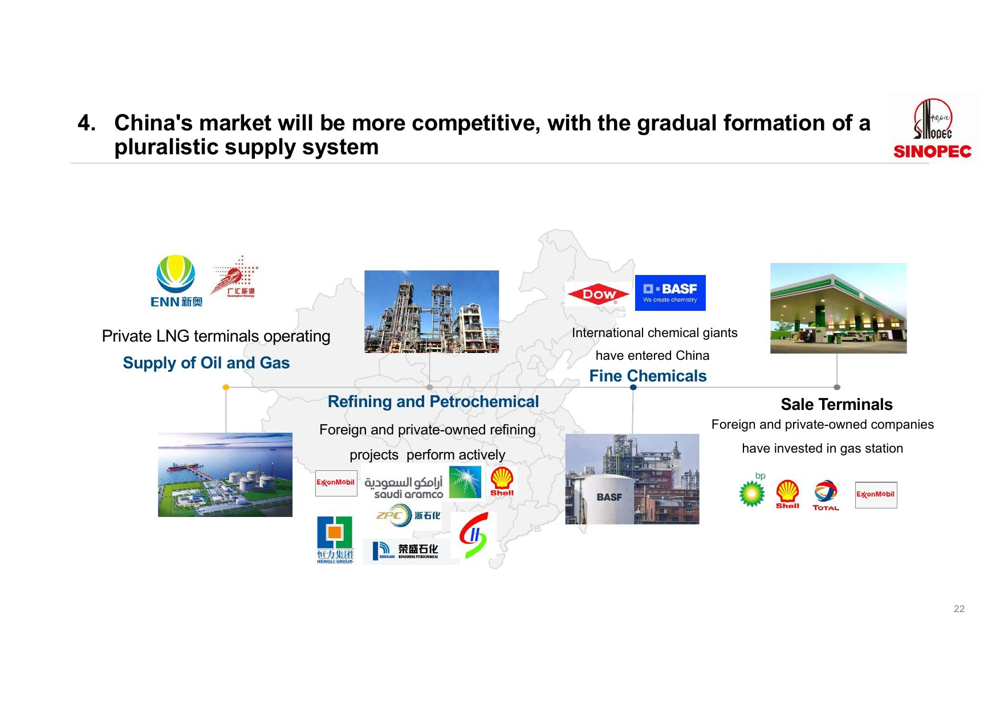 4. China's market will be more competitive, with the gradual formation of a
pluralistic supply system
中国石化
SINOPEC
SINOPEC
ENN新奥
广汇能源
Guanghui Energy
Private LNG terminals operating
Supply of Oil and Gas
Refining and Petrochemical
Foreign and private-owned refining
projects perform actively
ExxonMobil
أرامكو السعودية
saudi aramco
Shell
ZPC 浙石化
恒力集团
HENGLI GROUP
RONGXIANG
荣盛石化
RONGSHENG PETROCHEMICAL
DOW
BASF
We create chemistry
International chemical giants
have entered China
Fine Chemicals
BASF
Sale Terminals
Foreign and private-owned companies
have invested in gas station
bp
Shell
TOTAL
ExxonMobil
22